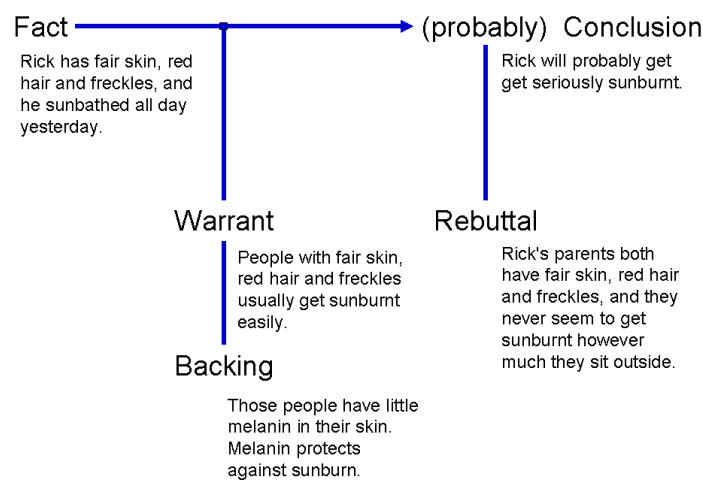 Fact
(probably) Conclusion
Rick has fair skin, red
hair and freckles, and
he sunbathed all day
yesterday.
Rick will probably get
get seriously sunburnt.
Warrant
People with fair skin,
red hair and freckles
usually get sunburnt
easily.
Rebuttal
Rick's parents both
have fair skin, red hair
and freckles, and they
never seem to get
sunburnt however
much they sit outside.
Backing
Those people have little
melanin in their skin.
Melanin protects
against sunburn.